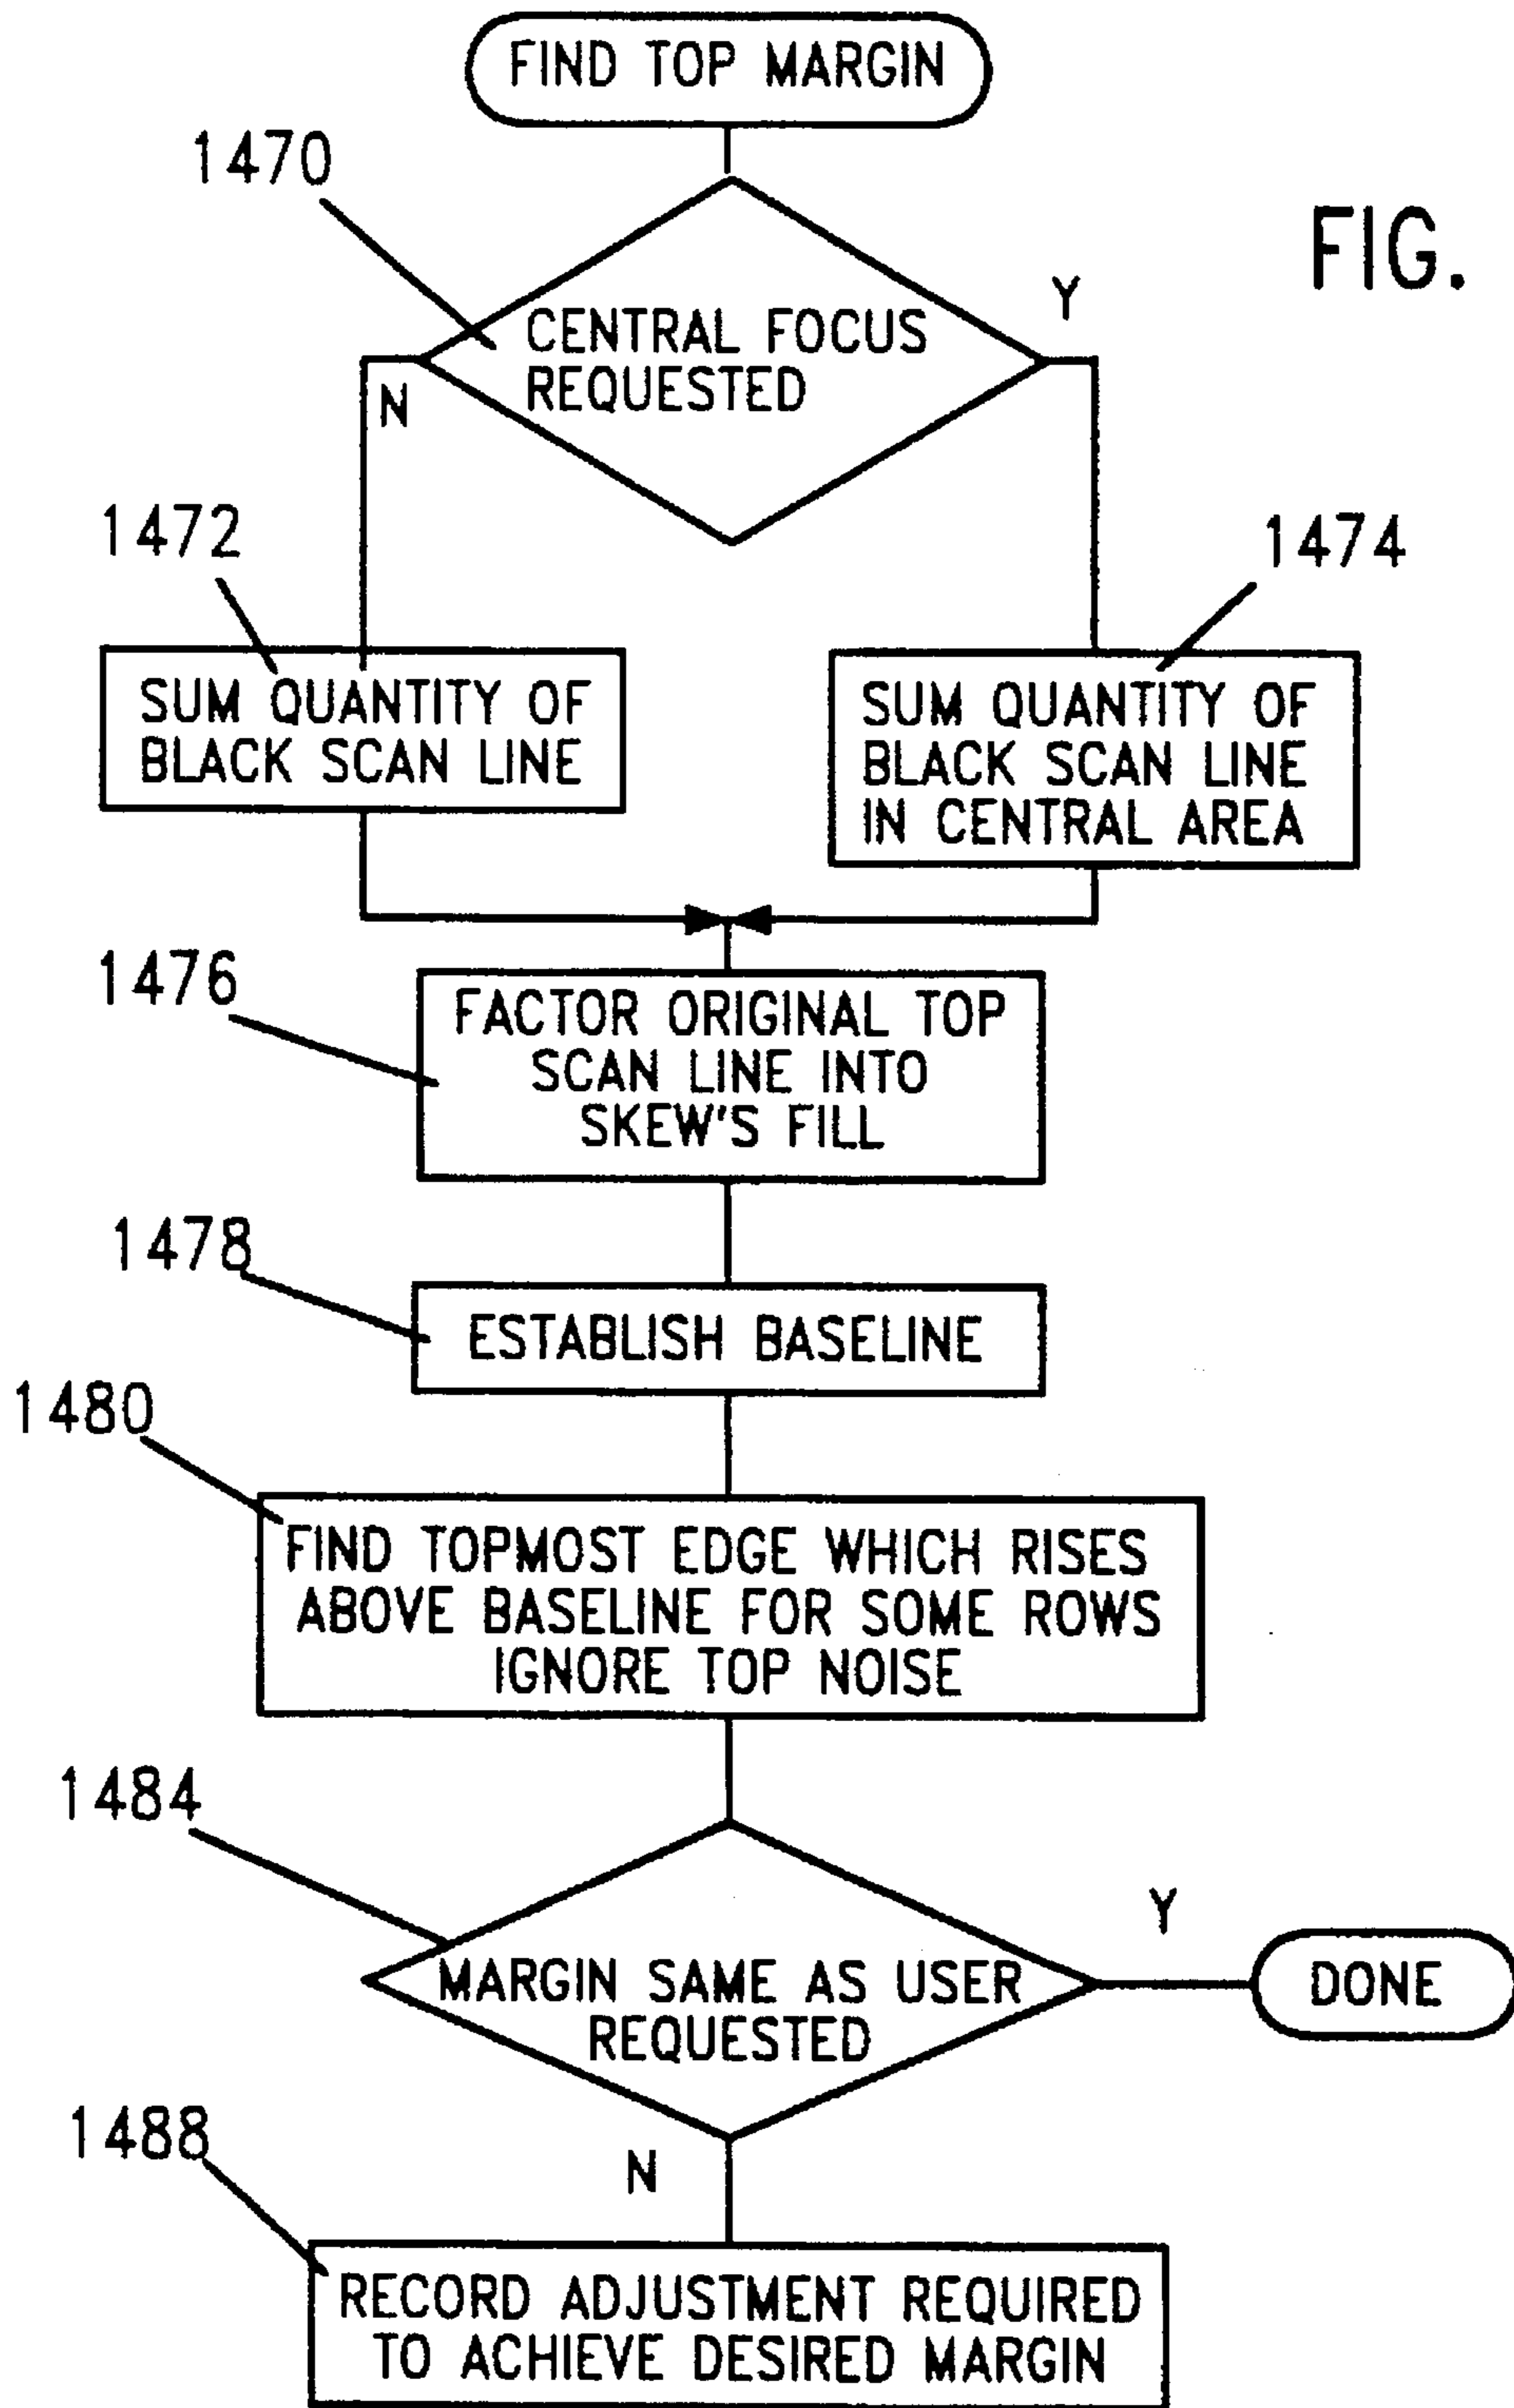 FIND TOP MARGIN
1470
FIG.
CENTRAL FOCUS
REQUESTED
Y
N
1472
1474
SUM QUANTITY OF
BLACK SCAN LINE
SUM QUANTITY OF
BLACK SCAN LINE
IN CENTRAL AREA
1476
FACTOR ORIGINAL TOP
SCAN LINE INTO
SKEW'S FILL
1478
ESTABLISH BASELINE
1480
FIND TOPMOST EDGE WHICH RISES
ABOVE BASELINE FOR SOME ROWS
IGNORE TOP NOISE
1484
MARGIN SAME AS USER
REQUESTED
Y
DONE
N
1488
RECORD ADJUSTMENT REQUIRED
TO ACHIEVE DESIRED MARGIN